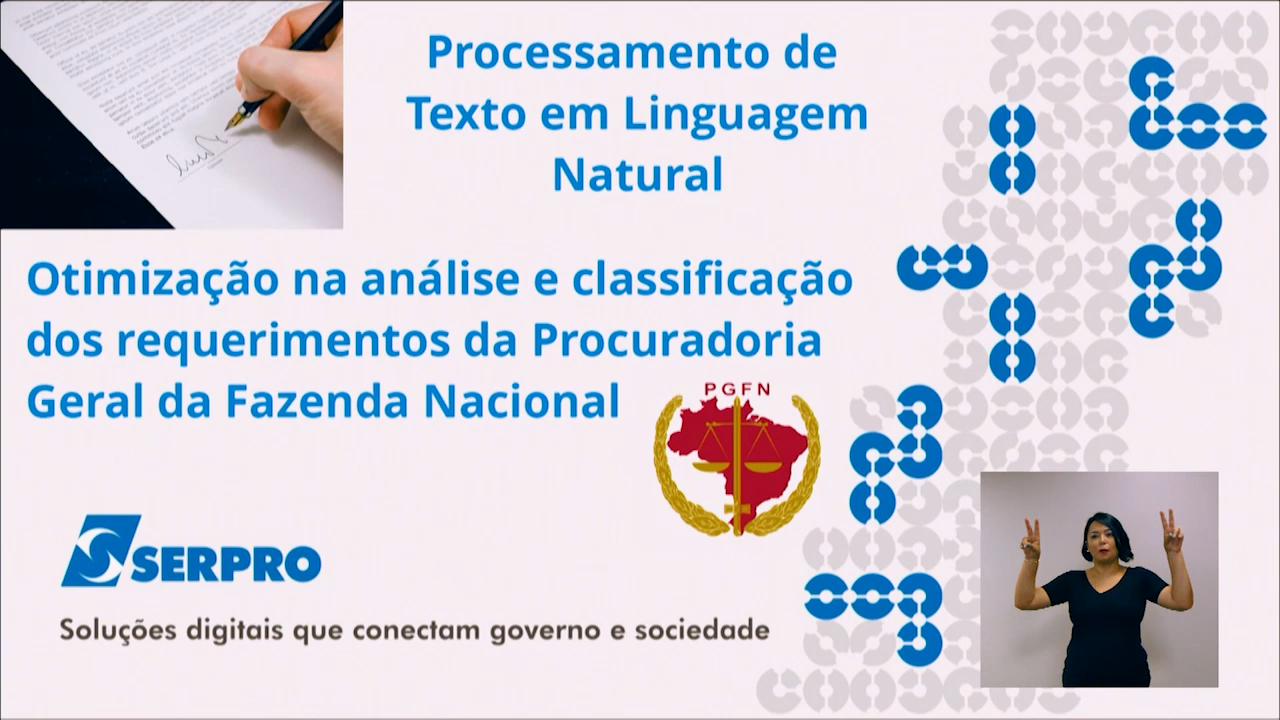 Processamento de
Texto em Linguagem
Natural
Otimização na análise e classificação
dos requerimentos da Procuradoria
Geral da Fazenda Nacional
PGFN
SERPRO
Soluções digitais que conectam governo e sociedade